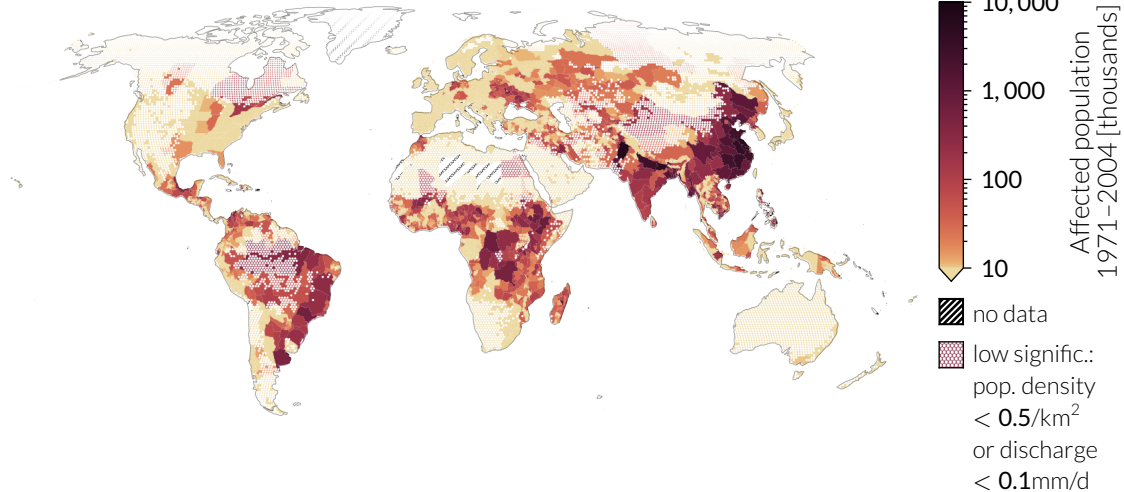 10,000
1,000
100
10
Affected population
1971–2004 [thousands]
no data
low signific.:
pop. density
< 0.5/km²
or discharge
< 0.1mm/d